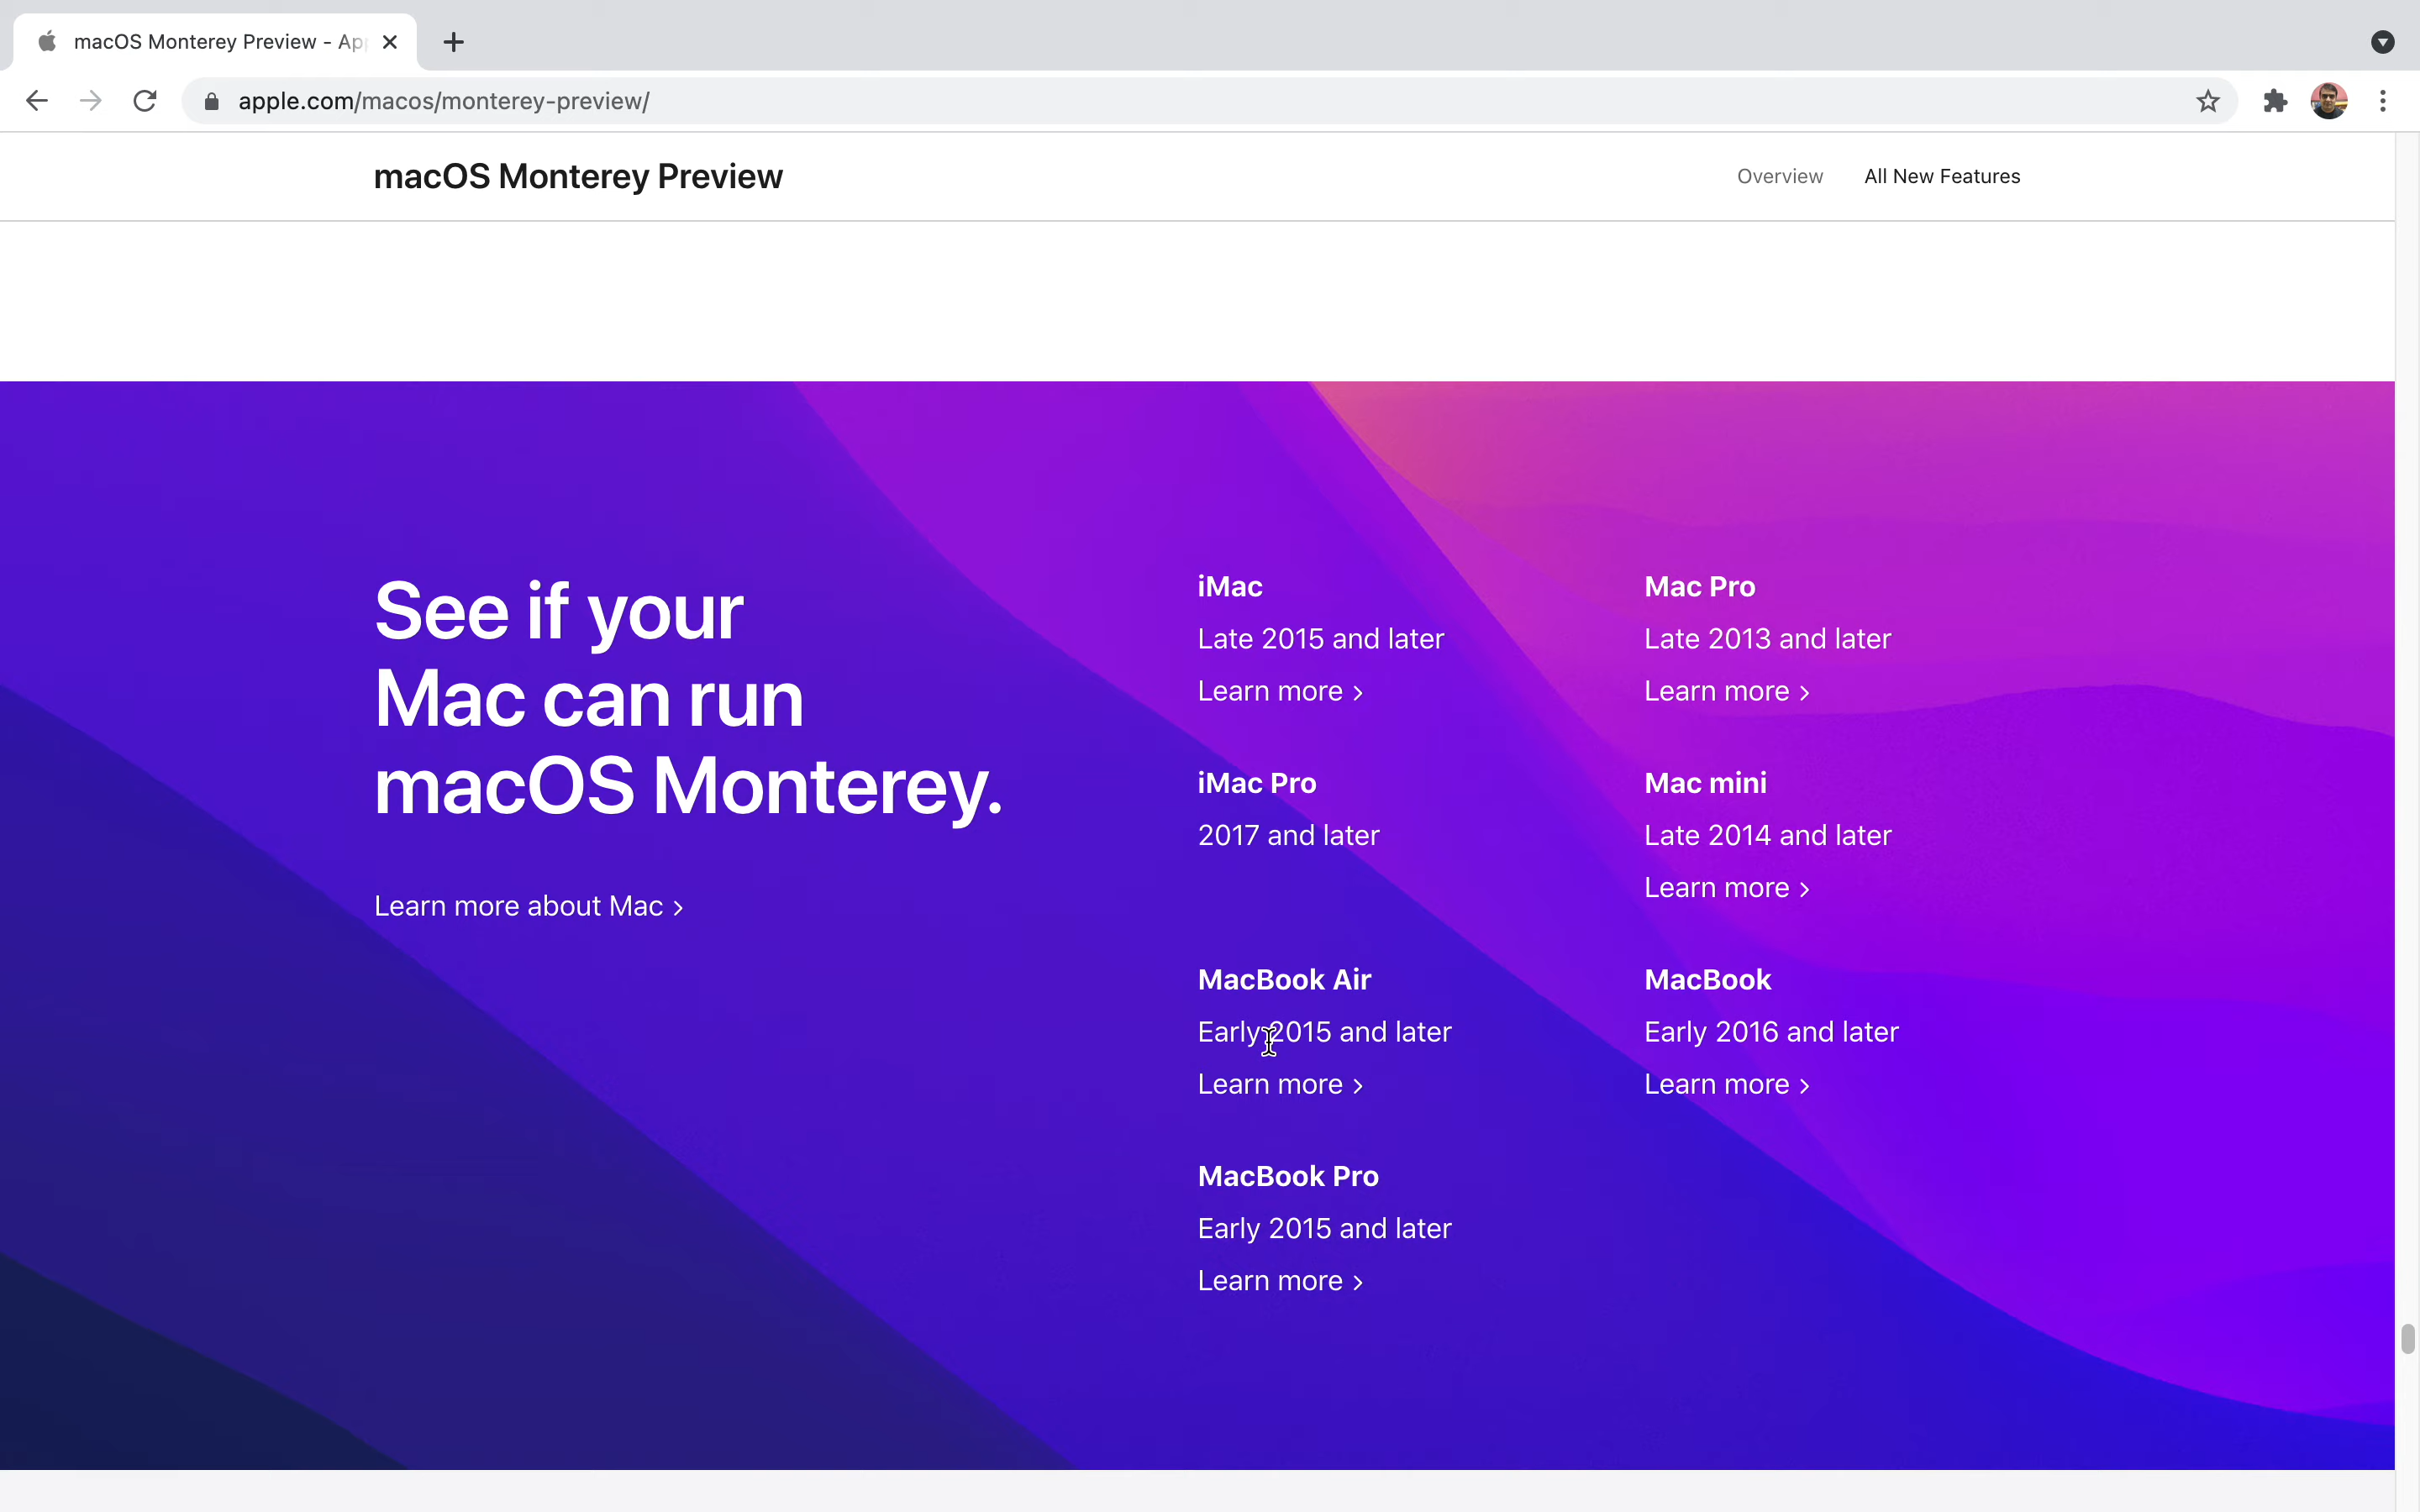 macOS Monterey Preview - Ap
apple.com/macos/monterey-preview/
macOS Monterey Preview
Overview
All New Features
See if your
Mac can run
macOS Monterey.
Learn more about Mac >
iMac
Late 2015 and later
Learn more >
Mac Pro
Late 2013 and later
Learn more >
iMac Pro
2017 and later
Mac mini
Late 2014 and later
Learn more >
MacBook Air
Early 2015 and later
Learn more >
MacBook
Early 2016 and later
Learn more >
MacBook Pro
Early 2015 and later
Learn more >